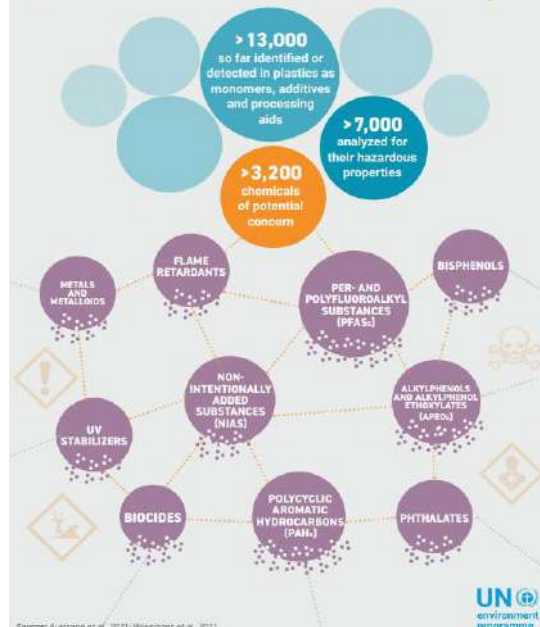 >13,000
so far identified or
detected in plastics as
monomers, additives
and processing
aids
>7,000
analyzed for
their hazardous
properties
>3,200
chemicals
of potential
concern
FLAME
RETARDANTS
METALS
AND
METALLOIDS
PER- AND
POLYFLUOROALKYL
SUBSTANCES
(PFASs)
BISPHENOLS
NON-
INTENTIONALLY
ADDED
SUBSTANCES
(NIAS)
ALKYLPHENOLS
AND ALKYLPHENOL
ETHOXYLATES
(APEOs)
UV
STABILIZERS
BIOCIDES
POLYCYCLIC
AROMATIC
HYDROCARBONS
(PAHs)
PHTHALATES
UN
environment
programme